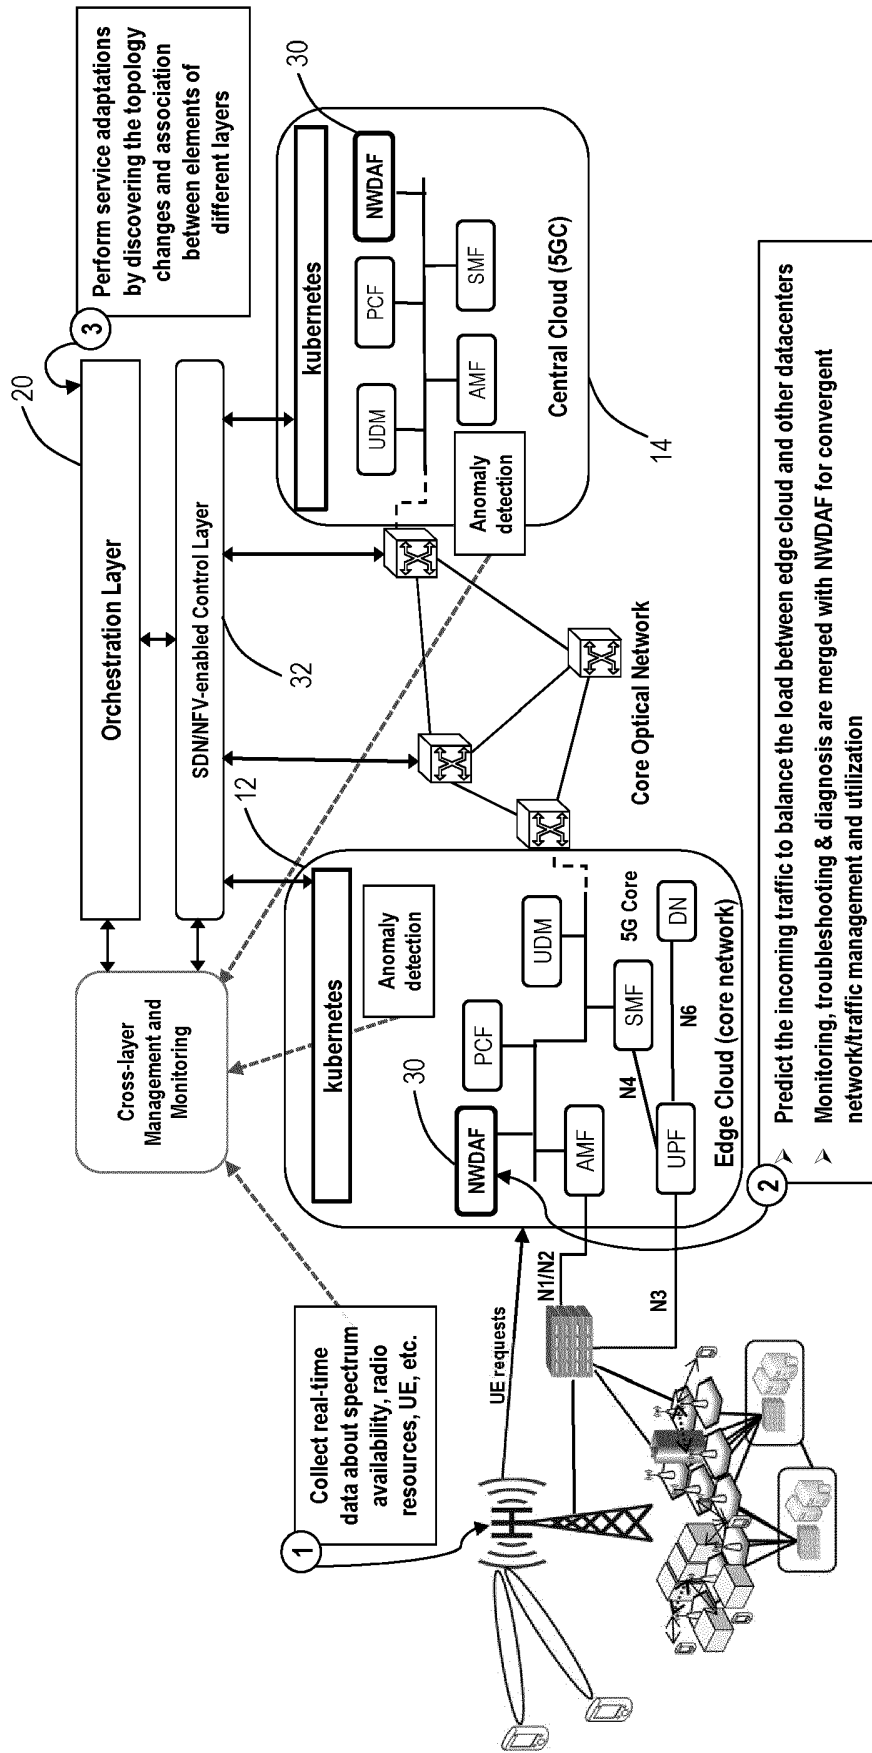 1
Collect real-time
data about spectrum
availability, radio
resources, UE, etc.
Cross-layer
Management and
Monitoring
Orchestration Layer
20
3
Perform service adaptations
by discovering the topology
changes and association
between elements of
different layers
SDN/NFV-enabled Control Layer
32
12
kubernetes
Anomaly
detection
30
NWDAF
PCF
UDM
AMF
SMF
5G Core
N4
UPF
N6
DN
Edge Cloud (core network)
UE requests
N1/N2
N3
Core Optical Network
kubernetes
30
NWDAF
PCF
UDM
AMF
SMF
Anomaly
detection
Central Cloud (5GC)
14
2
➢ Predict the incoming traffic to balance the load between edge cloud and other datacenters
➢ Monitoring, troubleshooting & diagnosis are merged with NWDAF for convergent
network/traffic management and utilization